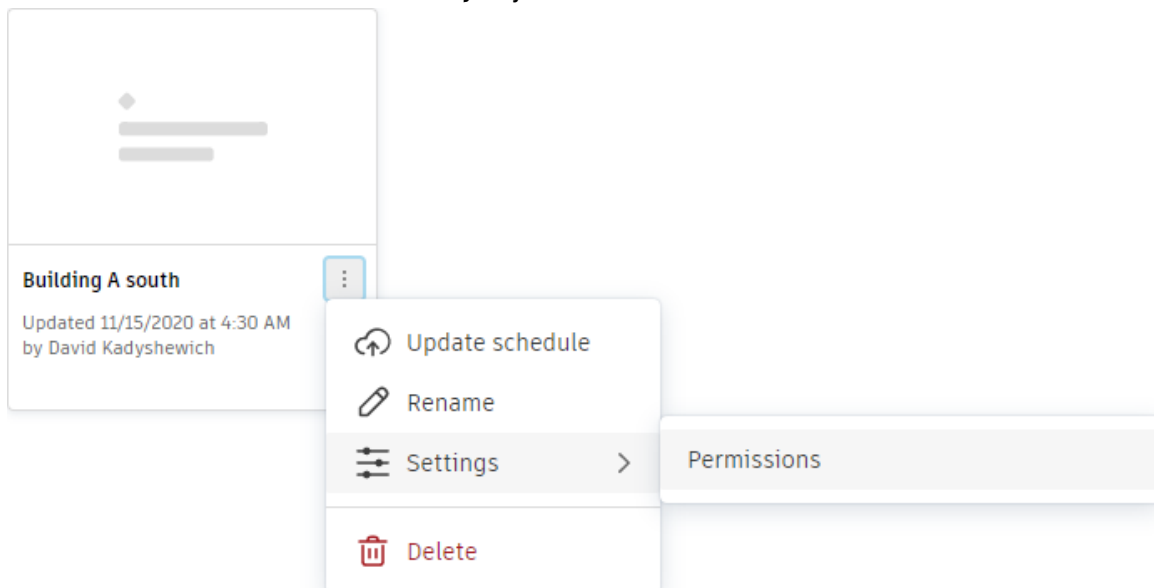 Building A south
Updated 11/15/2020 at 4:30 AM
by David Kadyshewich
Update schedule
Rename
Settings
Permissions
Delete